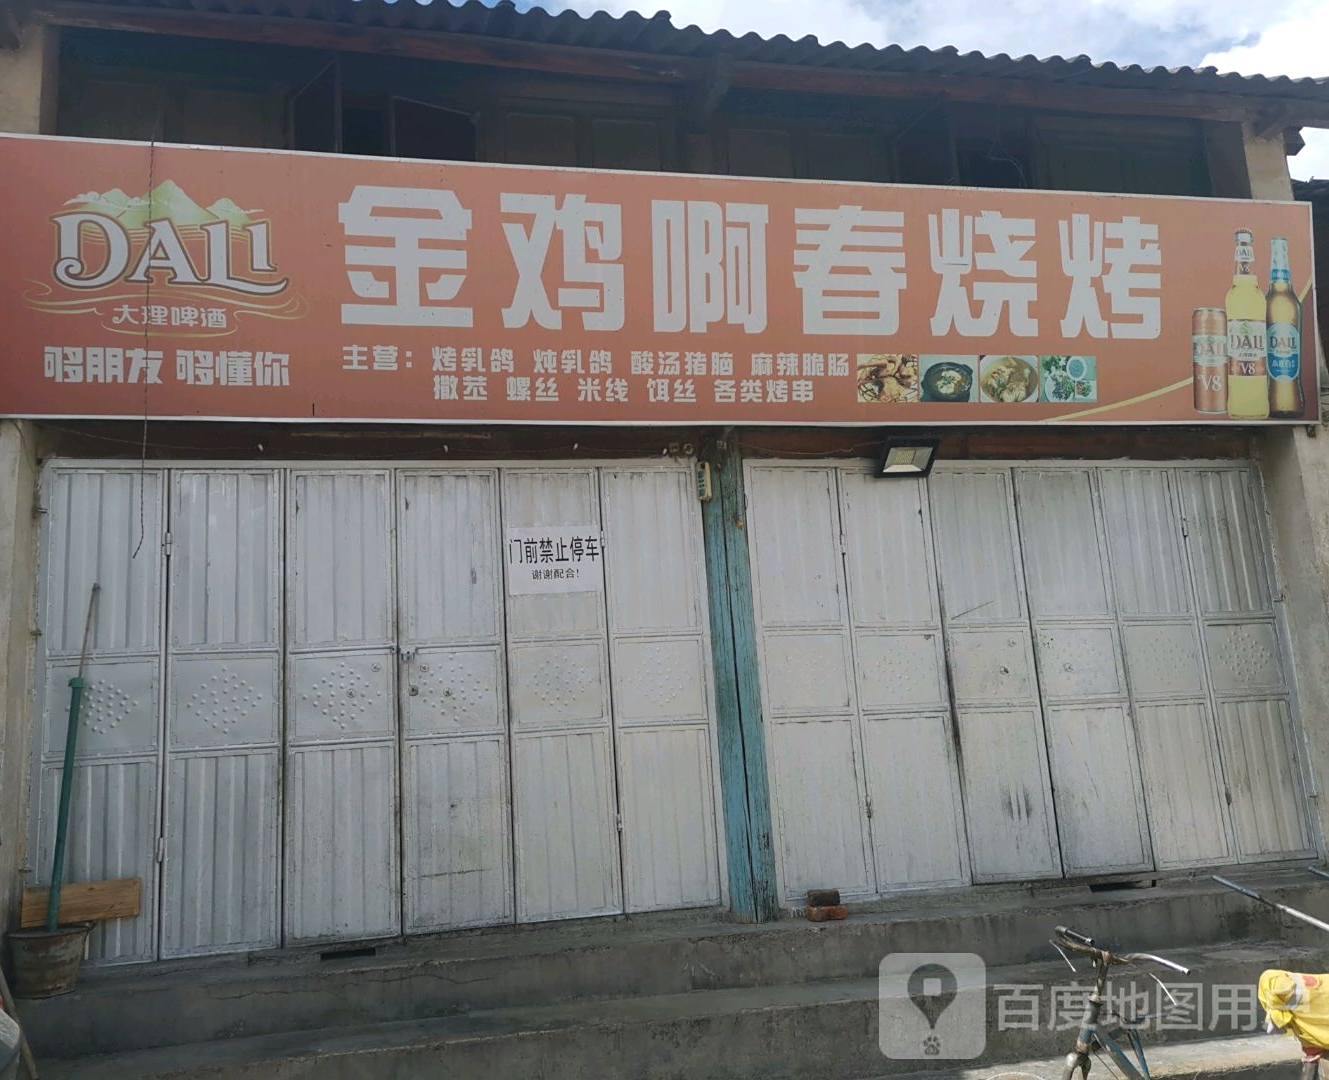 DALI
大理啤酒
够朋友 够懂你
金鸡啊春烧烤
主营：烤乳鸽 炖乳鸽 酸汤猪脑 麻辣脆肠
撒苤 螺丝 米线 饵丝 各类烤串
DALI
V8
DALI
V8
DALI
门前禁止停车
谢谢配合！
百度地图用户